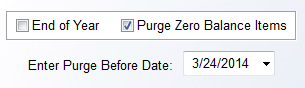 End of Year Purge Zero Balance Items
Enter Purge Before Date: 3/24/2014